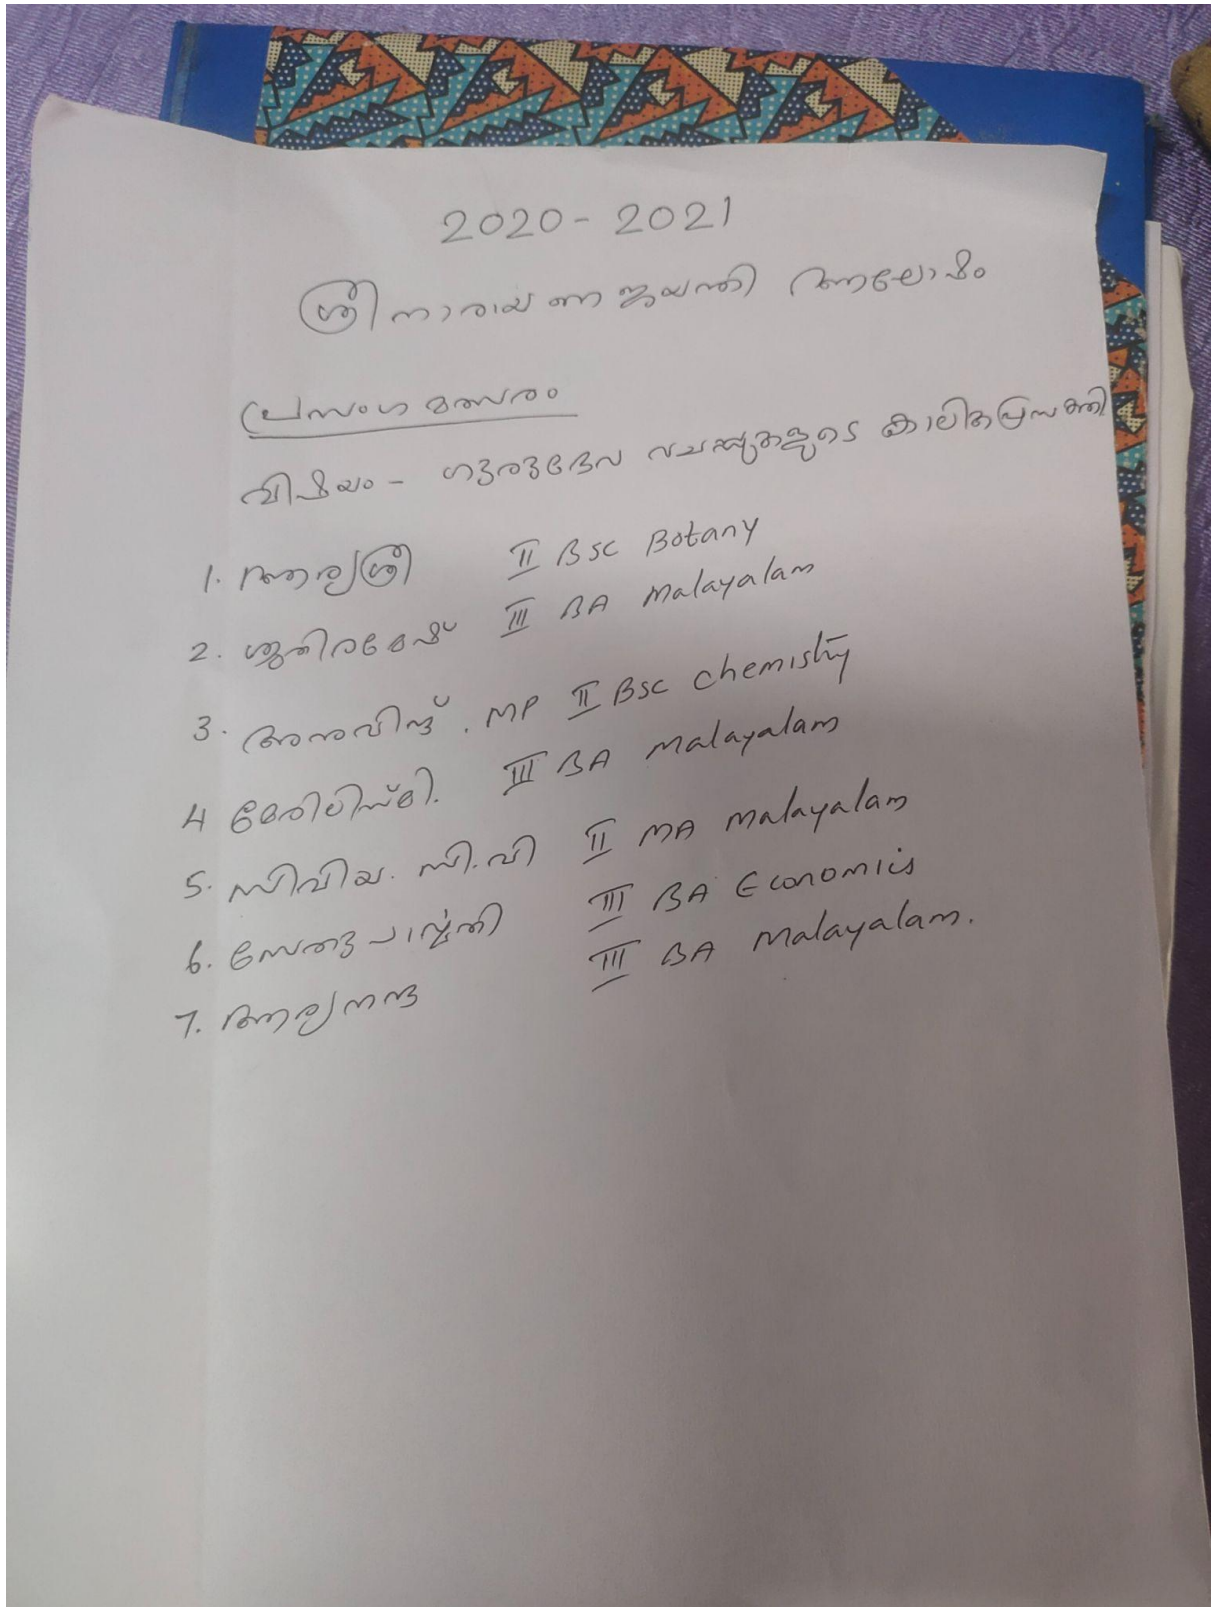 2020 - 2021
ശ്രീനാരായണ ജയന്തി ആഘോഷം
പ്രസംഗ മത്സരം
വിഷയം - ഗുരുദേവ വചനങ്ങളുടെ കാലികപ്രസക്തി
1. ആര്യശ്രീ II BSC Botany
2. ശ്രുതിരമേഷ് III BA Malayalam
3. അരവിന്ദ് . MP II BSC Chemistry
4 III BA Malayalam
5. സിവിയ. സി.വി II MA Malayalam
6. സേതുപാർവ്വതി III BA Economics
7. ആര്യനന്ദ III BA Malayalam.